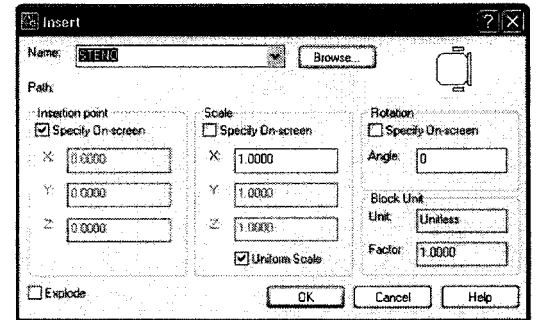 Insert
Name: STENO Browse...
Path:
Insertion point Scale Rotation
Specify On-screen Specify On-screen Specify On-screen
X: 0.0000 X: 1.0000 Angle: 0
Y: 0.0000 Y: 1.0000 Block Unit
Z: 0.0000 Z: 1.0000 Unit: Unitless
Uniform Scale Factor: 1.0000
Explode OK Cancel Help